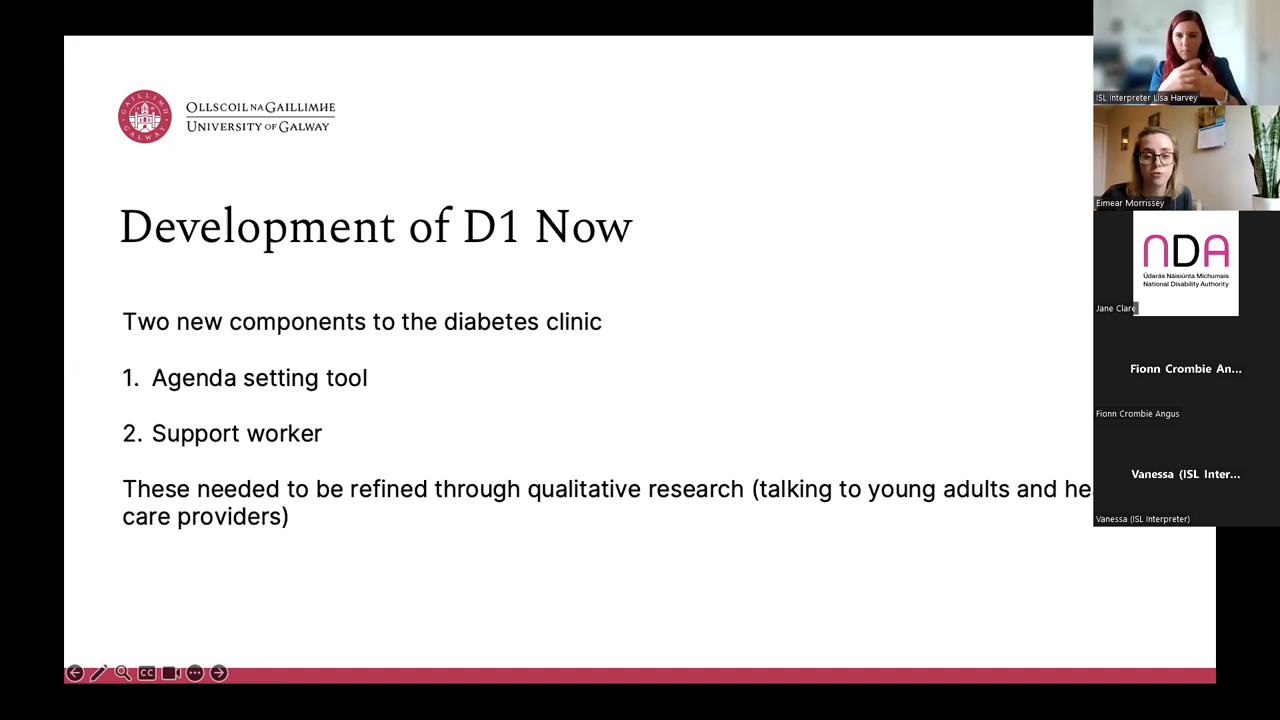 OLLSCOIL NA GAILLIMHE
UNIVERSITY OF GALWAY
Development of D1 Now
Two new components to the diabetes clinic
1. Agenda setting tool
2. Support worker
These needed to be refined through qualitative research (talking to young adults and he
care providers)
ISL Interpreter Lisa Harvey
Eimear Morrissey
NDA
Údarás Náisiúnta Míchumais
National Disability Authority
Jane Clare
Fionn Crombie An...
Fionn Crombie Angus
Vanessa (ISL Inter...
Vanessa (ISL Interpreter)
CC